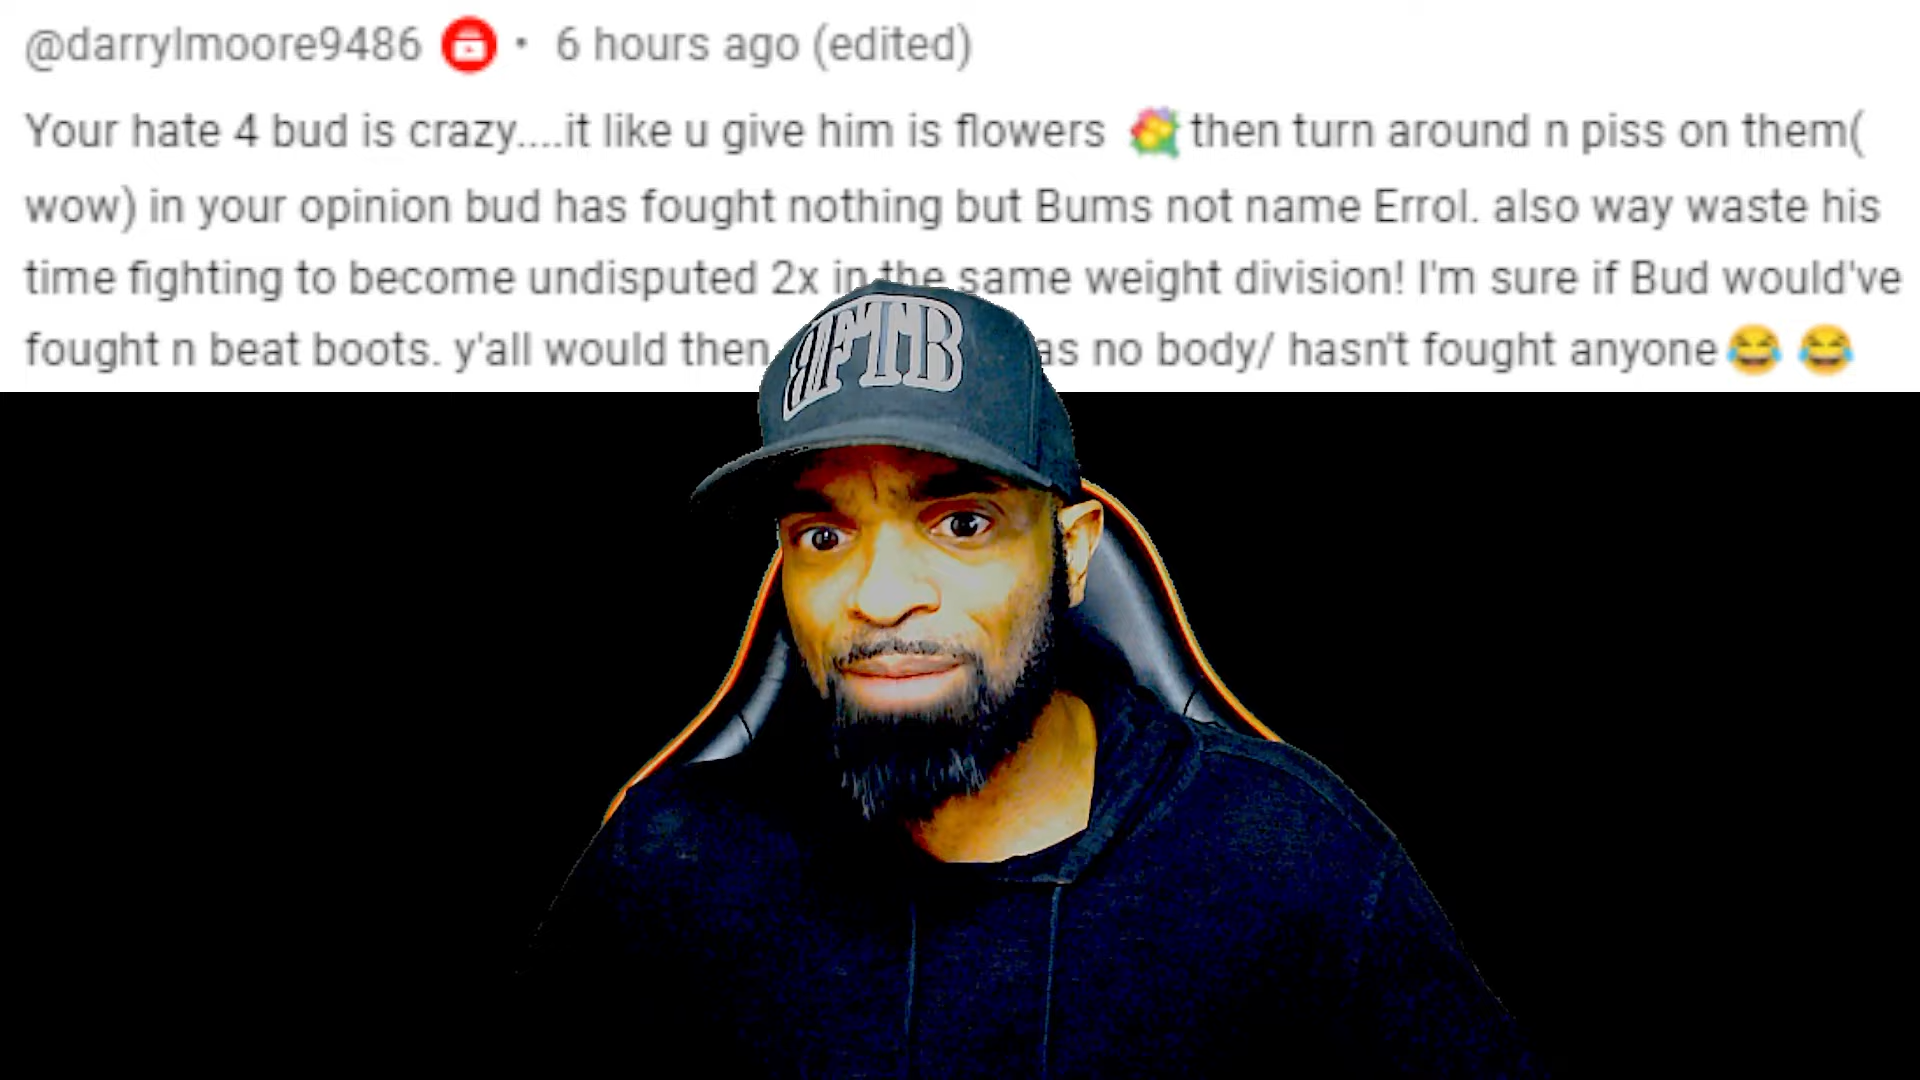 @darrylmoore9486 • 6 hours ago (edited)
Your hate 4 bud is crazy....it like u give him is flowers 💐 then turn around n piss on them(
wow) in your opinion bud has fought nothing but Bums not name Errol. also way waste his
time fighting to become undisputed 2x in the same weight division! I'm sure if Bud would've
fought n beat boots. y'all would then as no body/ hasn't fought anyone😂 😂